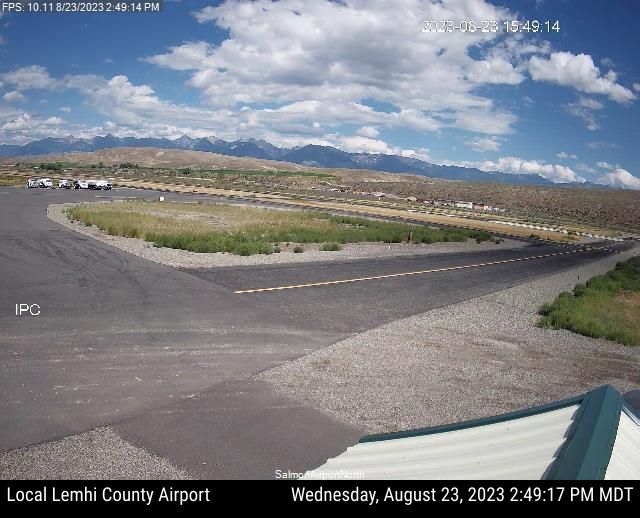 FPS: 10.11 8/23/2023 2:49:14 PM
2023-08-23 15:49:14
IPC
SalmonAirportNorth
Local Lemhi County Airport Wednesday, August 23, 2023 2:49:17 PM MDT